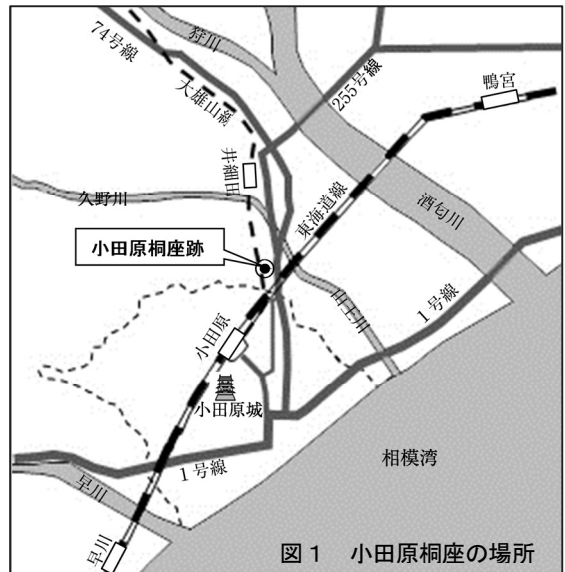 74号線
狩川
大雄山線
255号線
鴨宮
井細田
久野川
東海道線
酒匂川
小田原桐座跡
山王川
1号線
小田原
小田原城
1号線
相模湾
早川
早川
図1 小田原桐座の場所